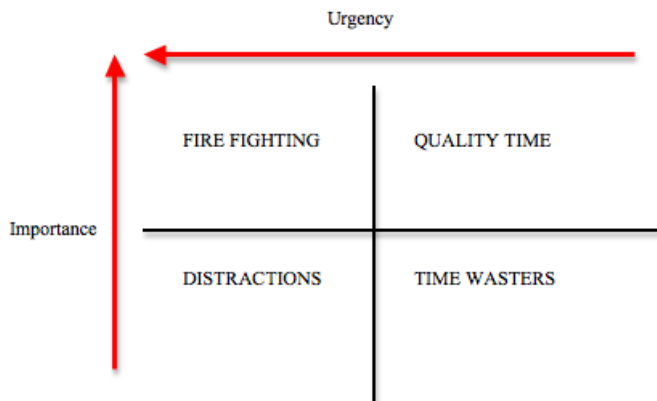 Urgency
FIRE FIGHTING
QUALITY TIME
Importance
DISTRACTIONS
TIME WASTERS